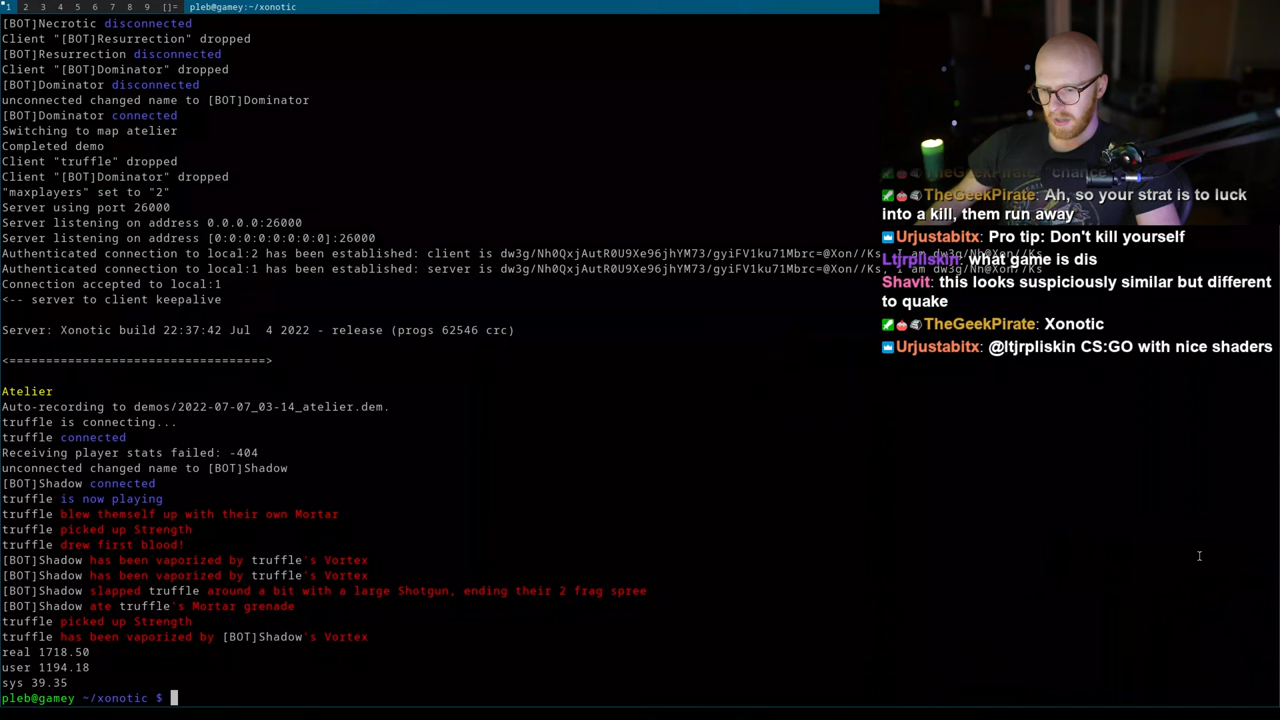 1 2 3 4 5 6 7 8 9 []= pleb@gamey:~/xonotic
[BOT]Necrotic disconnected
Client "[BOT]Resurrection" dropped
[BOT]Resurrection disconnected
Client "[BOT]Dominator" dropped
[BOT]Dominator disconnected
unconnected changed name to [BOT]Dominator
[BOT]Dominator connected
Switching to map atelier
Completed demo
Client "truffle" dropped
Client "[BOT]Dominator" dropped
"maxplayers" set to "2"
Server using port 26000
Server listening on address 0.0.0.0:26000
Server listening on address [0:0:0:0:0:0:0:0]:26000
Authenticated connection to local:2 has been established: client is dw3g/Nh0QxjAutR0U9Xe96jhYM73/gyiFV1ku71Mbrc=@Xon//Ks
Authenticated connection to local:1 has been established: server is dw3g/Nh0QxjAutR0U9Xe96jhYM73/gyiFV1ku71Mbrc=@Xon//Ks, I am
Connection accepted to local:1
<-- server to client keepalive
Server: Xonotic build 22:37:42 Jul 4 2022 - release (progs 62546 crc)
<==================================>
Atelier
Auto-recording to demos/2022-07-07_03-14_atelier.dem.
truffle is connecting...
truffle connected
Receiving player stats failed: -404
unconnected changed name to [BOT]Shadow
[BOT]Shadow connected
truffle is now playing
truffle blew themself up with their own Mortar
truffle picked up Strength
truffle drew first blood!
[BOT]Shadow has been vaporized by truffle's Vortex
[BOT]Shadow has been vaporized by truffle's Vortex
[BOT]Shadow slapped truffle around a bit with a large Shotgun, ending their 2 frag spree
[BOT]Shadow ate truffle's Mortar grenade
truffle picked up Strength
truffle has been vaporized by [BOT]Shadow's Vortex
real 1718.50
user 1194.18
sys 39.35
pleb@gamey ~/xonotic $
chance
TheGeekPirate: Ah, so your strat is to luck
into a kill, them run away
Urjustabitx: Pro tip: Don't kill yourself
Ltjrpliskin: what game is dis
Shavit: this looks suspiciously similar but different
to quake
TheGeekPirate: Xonotic
Urjustabitx: @ltjrpliskin CS:GO with nice shaders